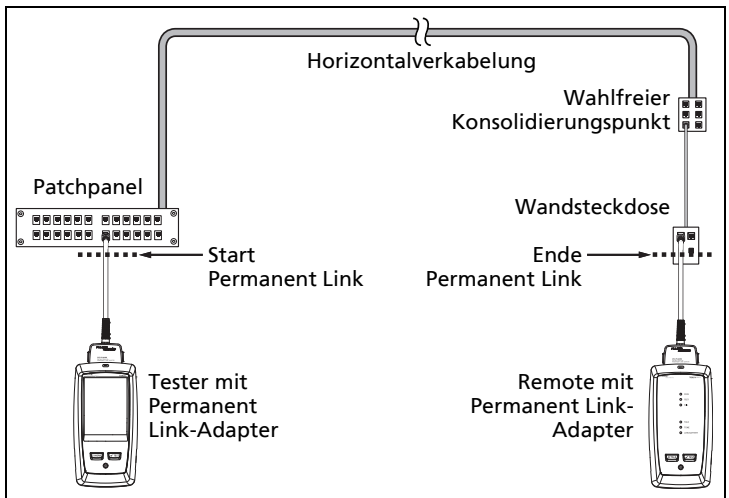 Horizontalverkabelung
Wahlfreier
Konsolidierungspunkt
Patchpanel
Wandsteckdose
Start
Permanent Link
Ende
Permanent Link
Tester mit
Permanent
Link-Adapter
Remote mit
Permanent Link-
Adapter